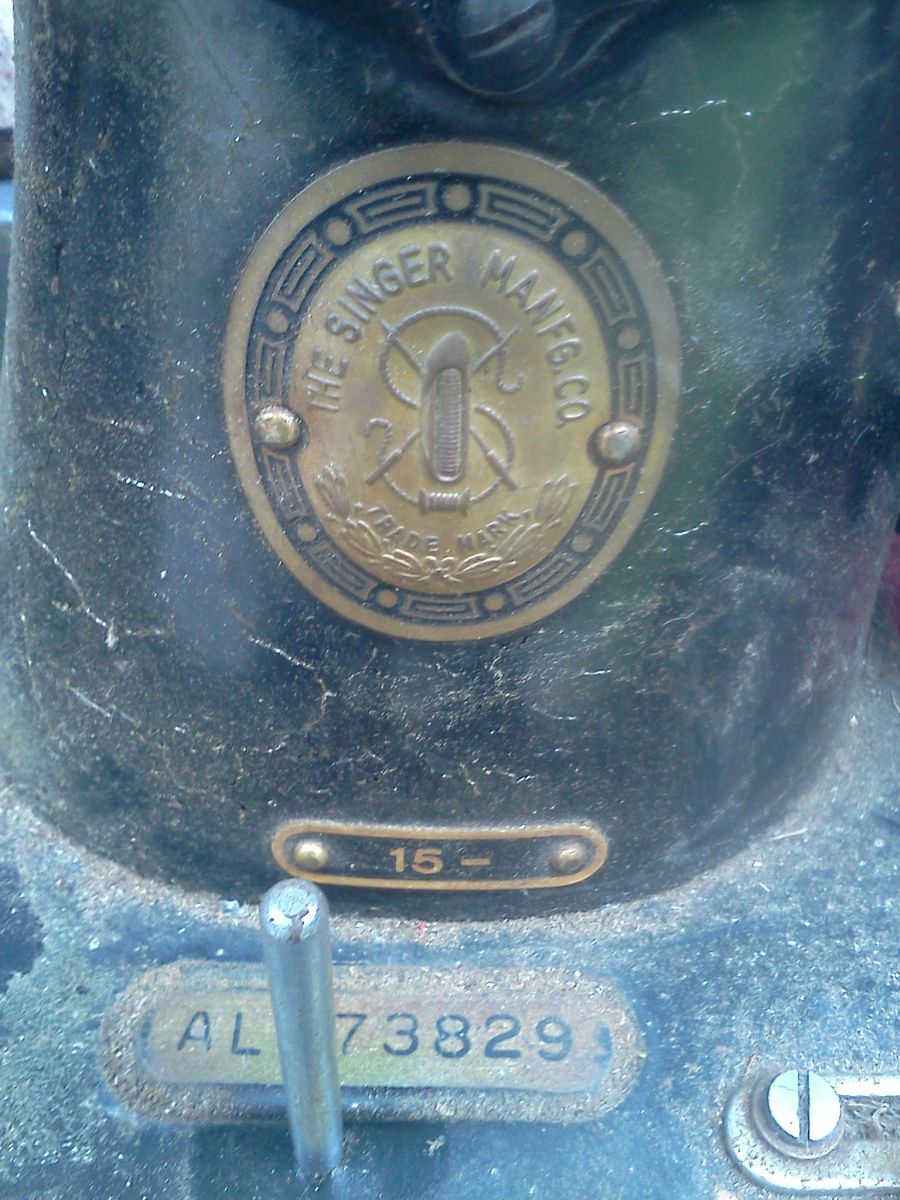 THE SINGER MANFG. CO.
TRADE MARK
15 –
AL 73829